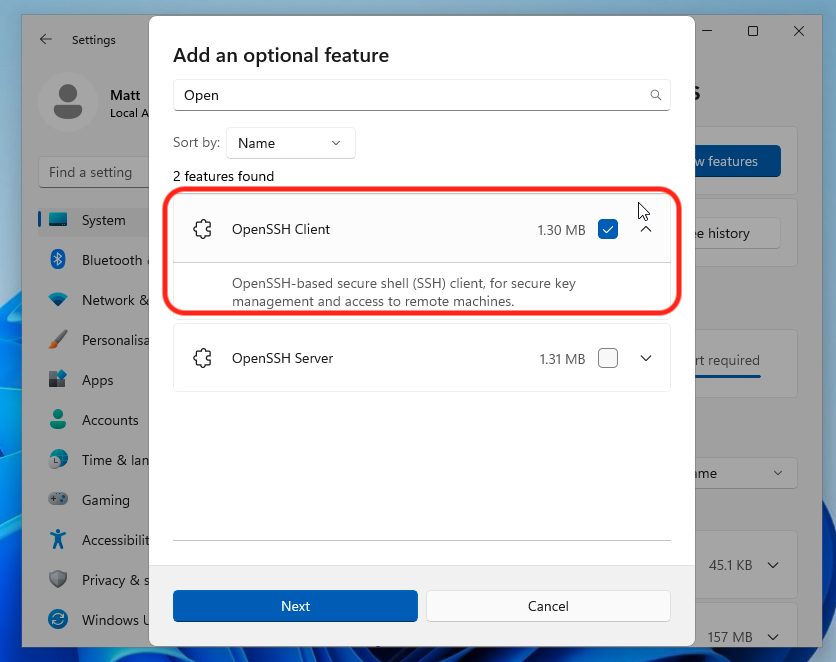 Settings
Matt
Local A
Find a setting
System
Bluetooth
Network &
Personalisa
Apps
Accounts
Time & lan
Gaming
Accessibilit
Privacy & s
Windows U
Add an optional feature
Open
Sort by: Name
2 features found
OpenSSH Client 1.30 MB
OpenSSH-based secure shell (SSH) client, for secure key
management and access to remote machines.
OpenSSH Server 1.31 MB
Next Cancel
s
w features
e history
rt required
me
45.1 KB
157 MB